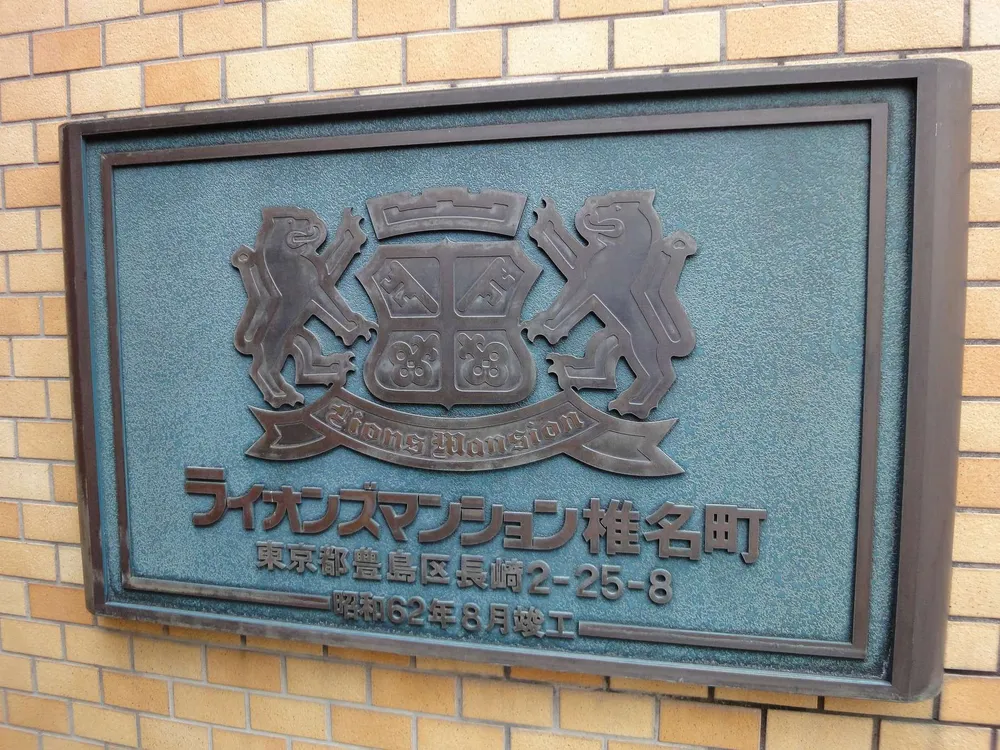 Lions Mansion
ライオンズマンション椎名町
東京都豊島区長崎2-25-8
昭和62年8月竣工